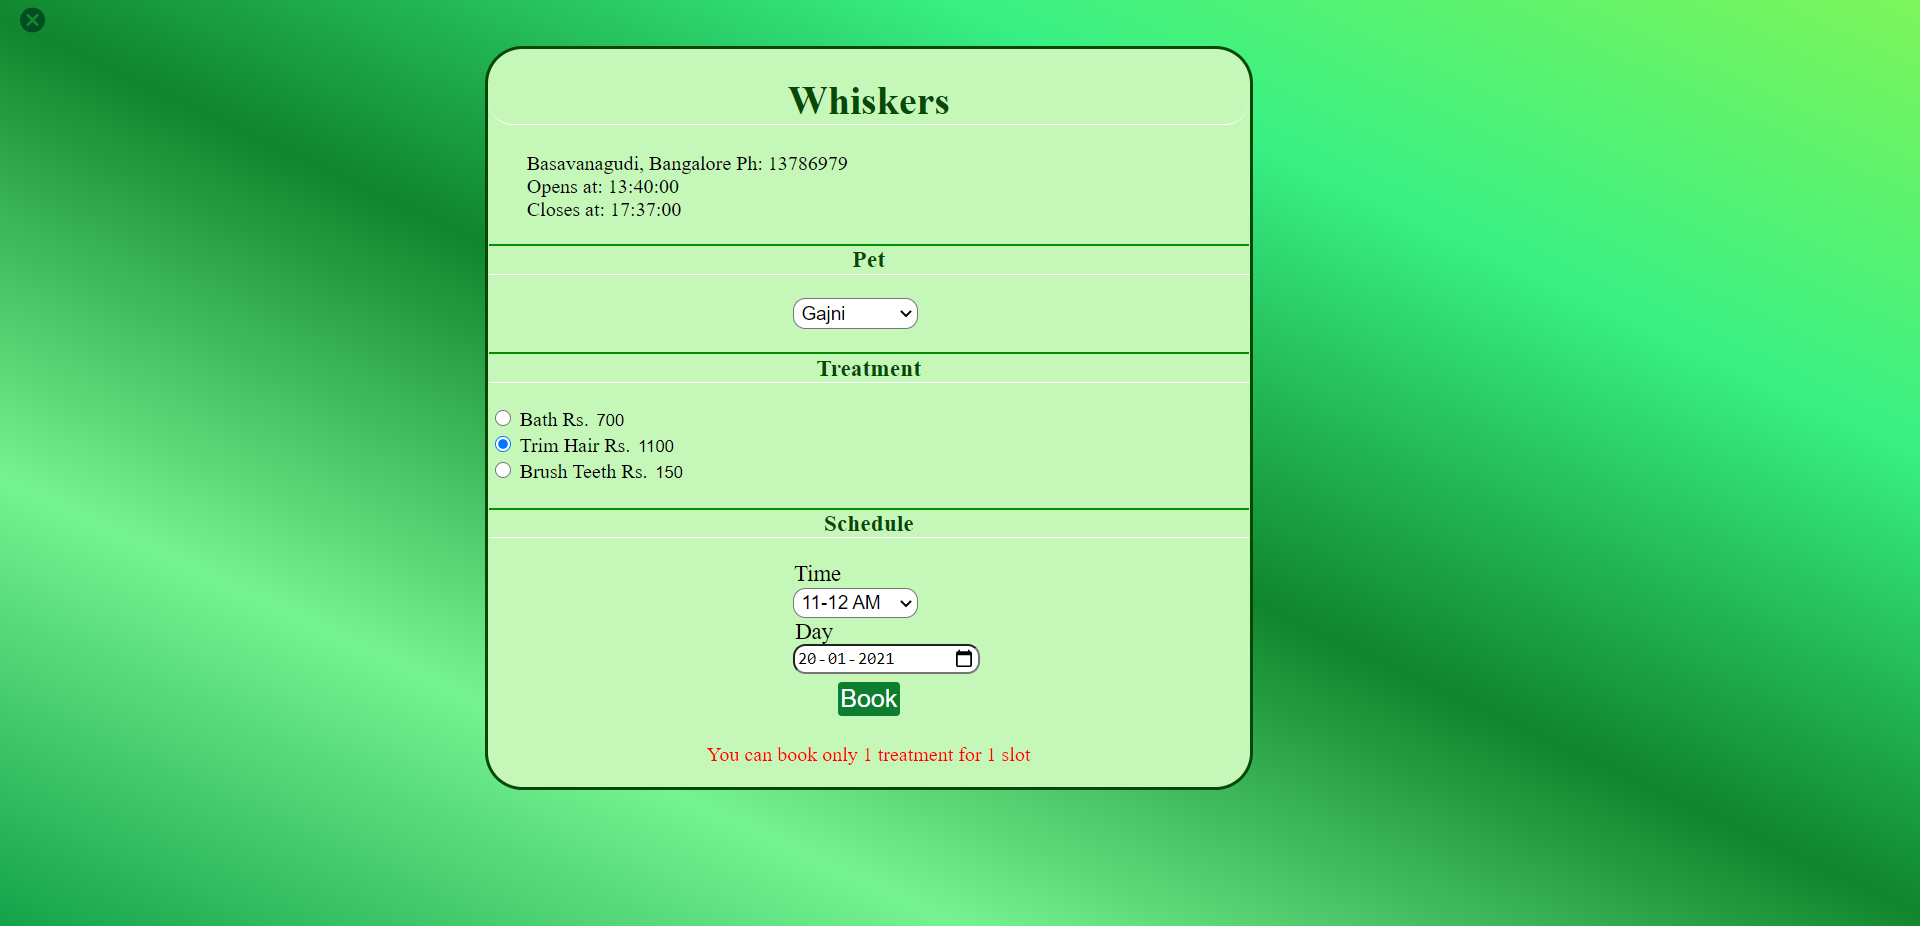 Whiskers
Basavanagudi, Bangalore Ph: 13786979
Opens at: 13:40:00
Closes at: 17:37:00
Pet
Gajni
Treatment
Bath Rs. 700
Trim Hair Rs. 1100
Brush Teeth Rs. 150
Schedule
Time
11-12 AM
Day
20-01-2021
Book
You can book only 1 treatment for 1 slot